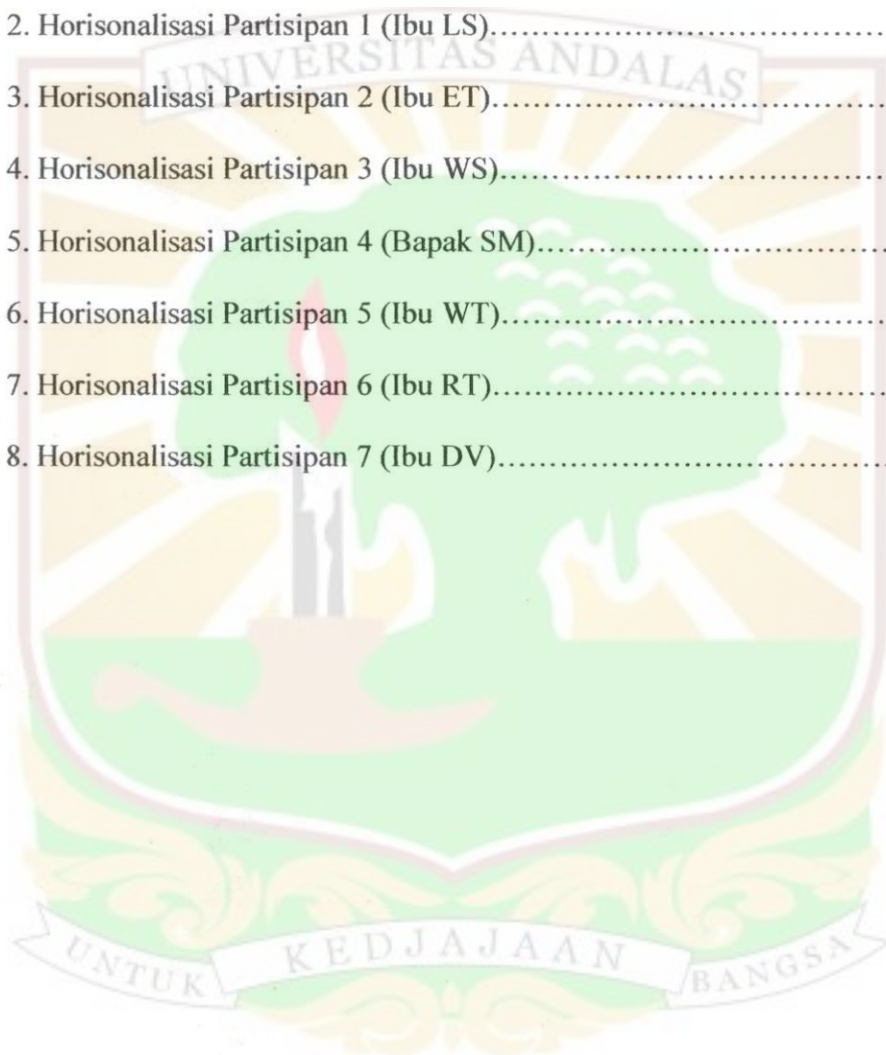 2. Horisonalisasi Partisipan 1 (Ibu LS)........................................
UNIVERSITAS ANDALAS
3. Horisonalisasi Partisipan 2 (Ibu ET)........................................
4. Horisonalisasi Partisipan 3 (Ibu WS).......................................
5. Horisonalisasi Partisipan 4 (Bapak SM)...................................
6. Horisonalisasi Partisipan 5 (Ibu WT).......................................
7. Horisonalisasi Partisipan 6 (Ibu RT)........................................
8. Horisonalisasi Partisipan 7 (Ibu DV).......................................
UNTUK KEDJAJAAN BANGSA